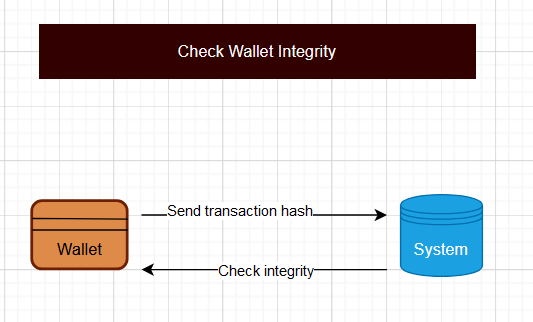 Check Wallet Integrity
Send transaction hash
Wallet
System
Check integrity